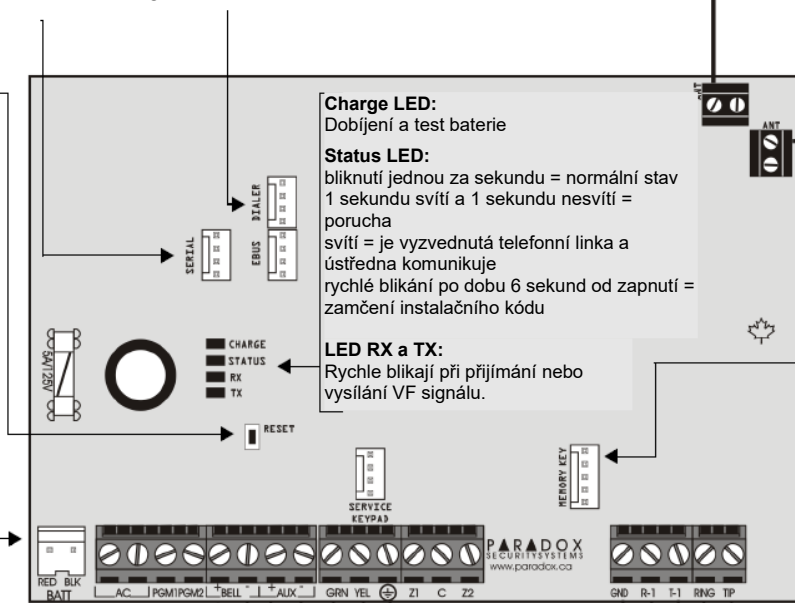 Charge LED:
Dobíjení a test baterie
Status LED:
bliknutí jednou za sekundu = normální stav
1 sekundu svítí a 1 sekundu nesvítí =
porucha
svítí = je vyzvednutá telefonní linka a
ústředna komunikuje
rychlé blikání po dobu 6 sekund od zapnutí =
zamčení instalačního kódu
LED RX a TX:
Rychle blikají při přijímání nebo
vysílání VF signálu.
ANT
DIALER
SERIAL
EBUS
CHARGE
STATUS
RX
TX
5A/125V
RESET
SERVICE
KEYPAD
MEMORY KEY
PARADOX
SECURITY SYSTEMS
www.paradox.ca
RED BLK
BATT
AC PGM1 PGM2 + BELL - + AUX - GRN YEL Z1 C Z2
GND R-1 T-1 RING TIP